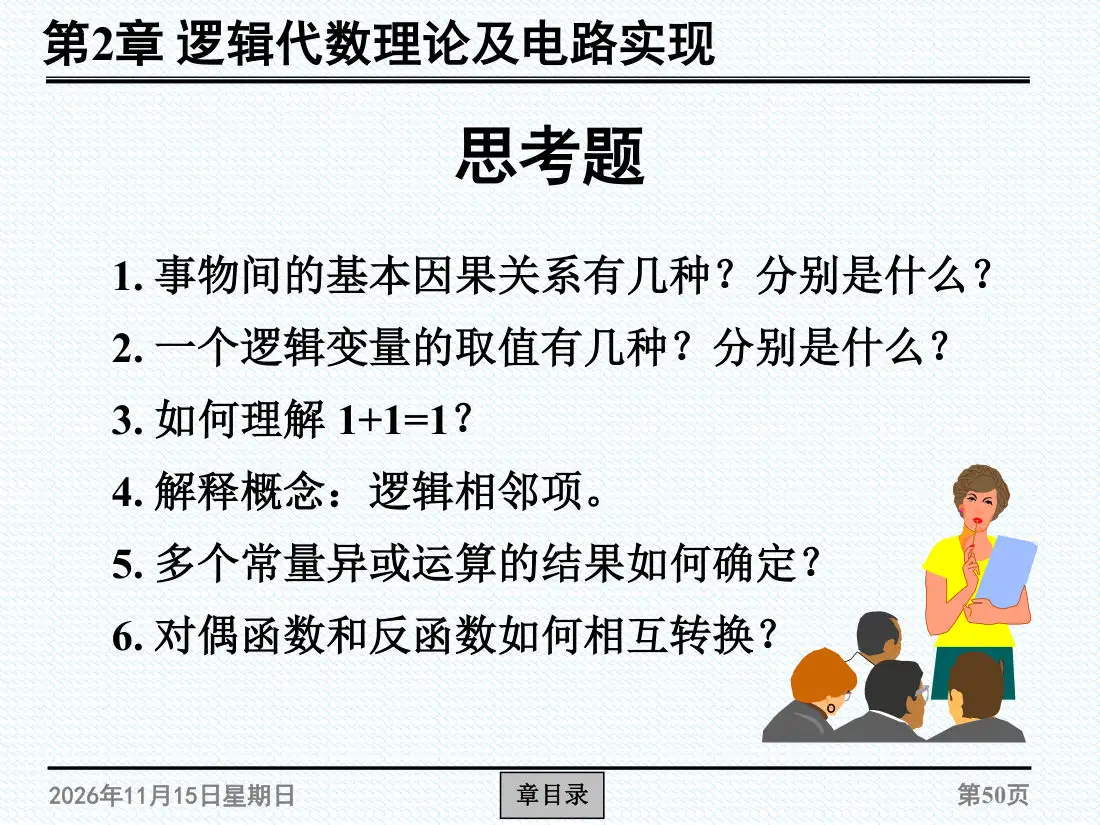 第2章 逻辑代数理论及电路实现
思考题
1. 事物间的基本因果关系有几种？分别是什么？
2. 一个逻辑变量的取值有几种？分别是什么？
3. 如何理解 1+1=1？
4. 解释概念：逻辑相邻项。
5. 多个常量异或运算的结果如何确定？
6. 对偶函数和反函数如何相互转换？
2026年11月15日星期日
章目录
第50页